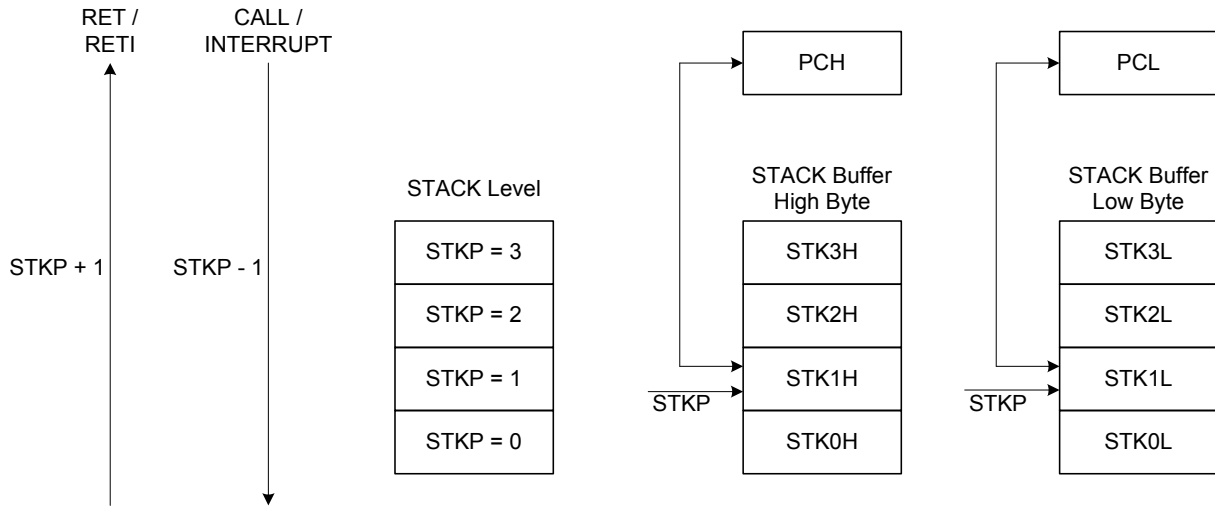 RET /
RETI
CALL /
INTERRUPT
PCH
PCL
STACK Level
STACK Buffer
High Byte
STACK Buffer
Low Byte
STKP + 1
STKP - 1
STKP = 3
STK3H
STK3L
STKP = 2
STK2H
STK2L
STKP = 1
STK1H
STK1L
STKP
STKP
STKP = 0
STK0H
STK0L